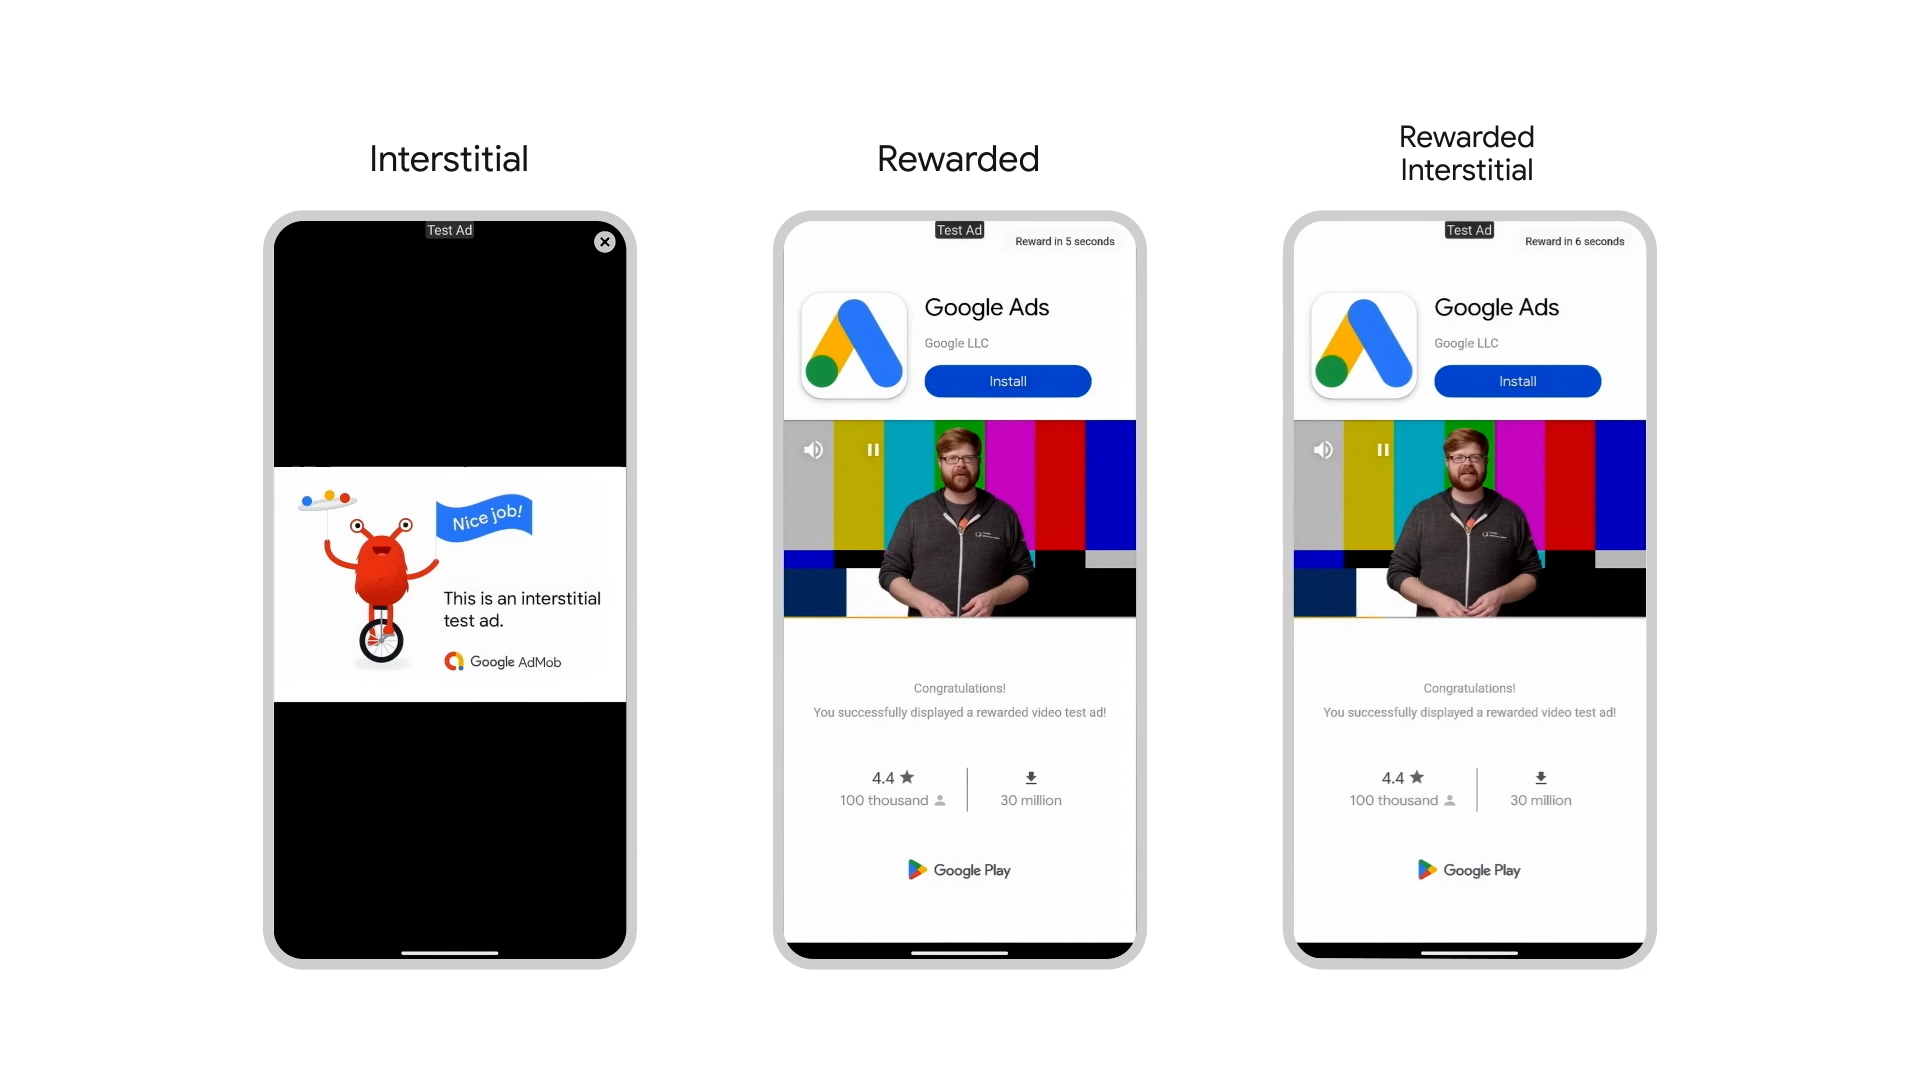 Interstitial
Test Ad
Nice job!
This is an interstitial
test ad.
Google AdMob
Rewarded
Test Ad
Reward in 5 seconds
Google Ads
Google LLC
Install
Congratulations!
You successfully displayed a rewarded video test ad!
4.4 ★
100 thousand
30 million
Google Play
Rewarded
Interstitial
Test Ad
Reward in 6 seconds
Google Ads
Google LLC
Install
Congratulations!
You successfully displayed a rewarded video test ad!
4.4 ★
100 thousand
30 million
Google Play